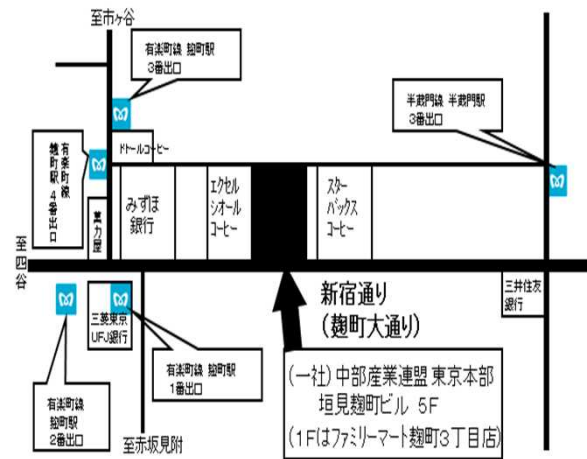 至市ヶ谷
有楽町線 麹町駅
3番出口
半蔵門線 半蔵門駅
3番出口
ドトールコーヒー
有楽町線
麹町駅 4番出口
萬力屋
みずほ
銀行
エクセル
シオール
コーヒー
スター
バックス
コーヒー
至四谷
新宿通り
(麹町大通り)
三井住友
銀行
三菱東京
UFJ銀行
有楽町線 麹町駅
1番出口
有楽町線
麹町駅
2番出口
至赤坂見附
(一社)中部産業連盟 東京本部
垣見麹町ビル 5F
(1Fはファミリーマート麹町3丁目店)